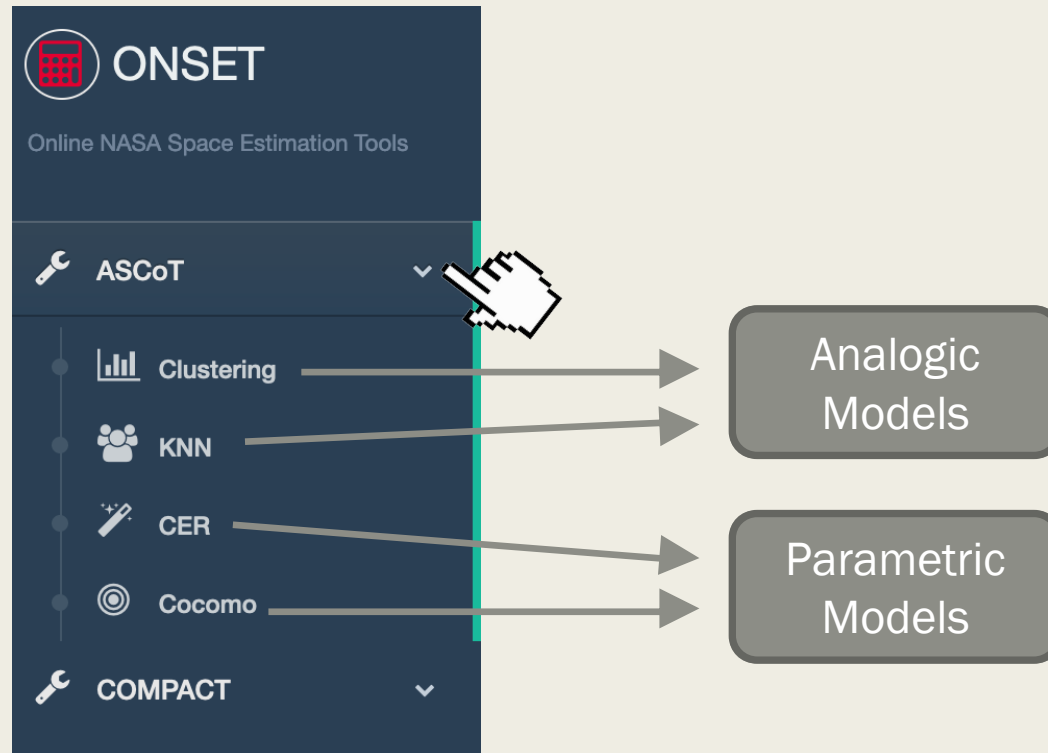 ONSET
Online NASA Space Estimation Tools
ASCoT
Clustering
KNN
CER
Cocomo
COMPACT
Analogic
Models
Parametric
Models